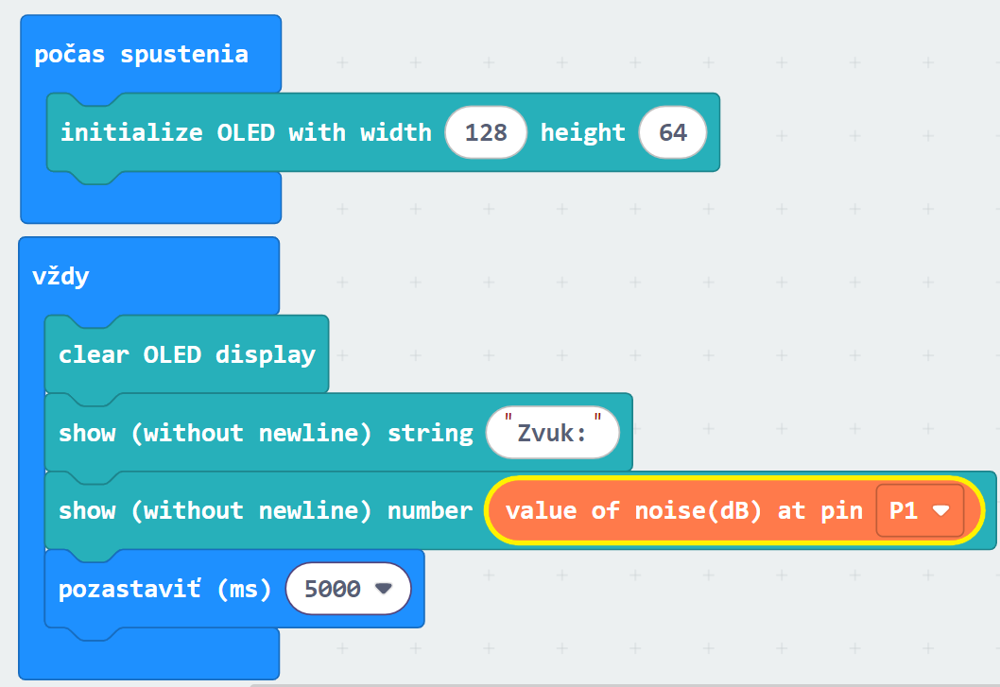 počas spustenia
initialize OLED with width 128 height 64
vždy
clear OLED display
show (without newline) string "Zvuk:"
show (without newline) number value of noise(dB) at pin P1
pozastaviť (ms) 5000